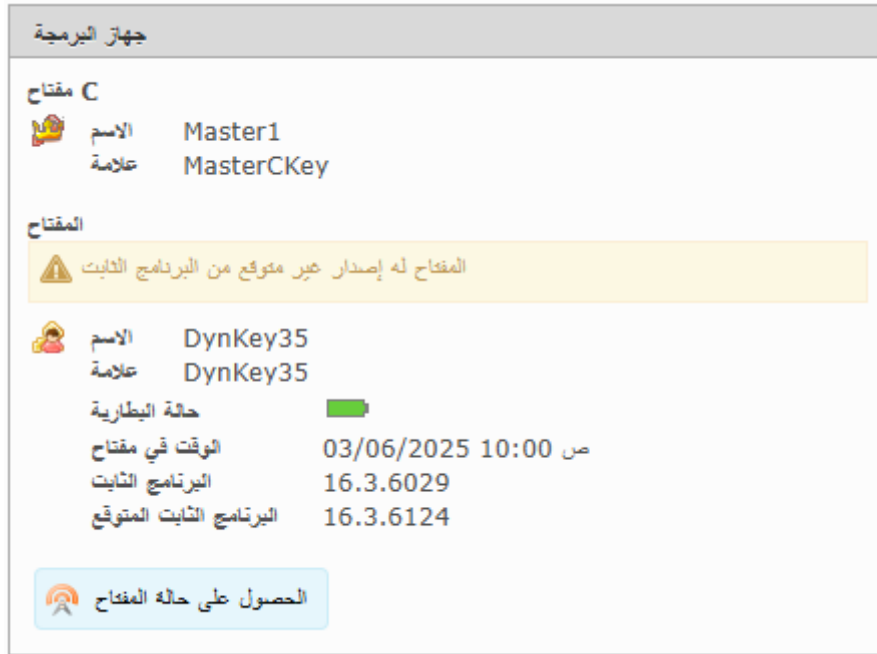 جهاز البرمجة
مفتاح C
الاسم Master1
علامة MasterCKey
المفتاح
المفتاح له إصدار غير متوقع من البرنامج الثابت
الاسم DynKey35
علامة DynKey35
حالة البطارية
الوقت في مفتاح 03/06/2025 10:00 ص
البرنامج الثابت 16.3.6029
البرنامج الثابت المتوقع 16.3.6124
الحصول على حالة المفتاح